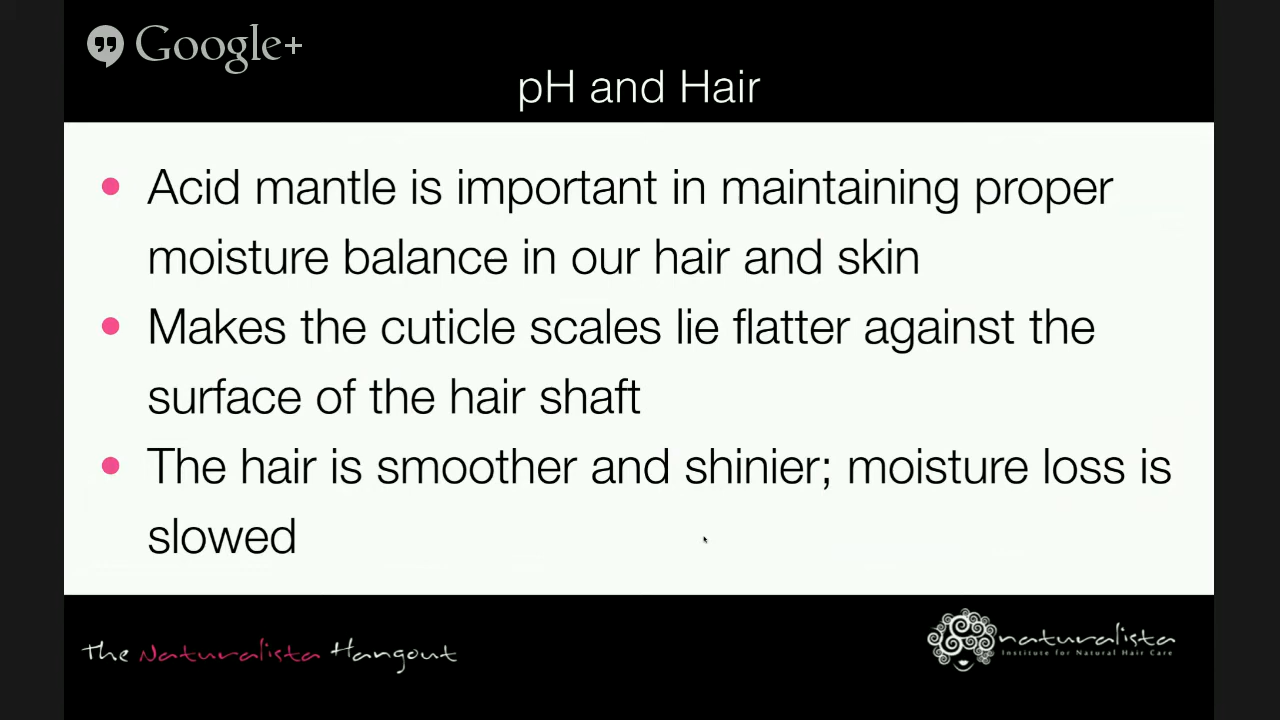 Google+
pH and Hair
• Acid mantle is important in maintaining proper
moisture balance in our hair and skin
• Makes the cuticle scales lie flatter against the
surface of the hair shaft
• The hair is smoother and shinier; moisture loss is
slowed
The Naturalista Hangout
naturalista
Institute for Natural Hair Care